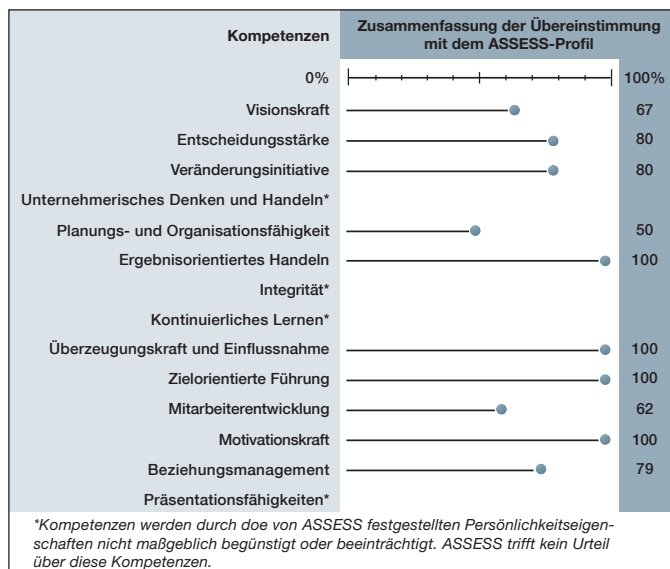 Kompetenzen
Zusammenfassung der Übereinstimmung
mit dem ASSESS-Profil
0% 100%
Visionskraft 67
Entscheidungsstärke 80
Veränderungsinitiative 80
Unternehmerisches Denken und Handeln*
Planungs- und Organisationsfähigkeit 50
Ergebnisorientiertes Handeln 100
Integrität*
Kontinuierliches Lernen*
Überzeugungskraft und Einflussnahme 100
Zielorientierte Führung 100
Mitarbeiterentwicklung 62
Motivationskraft 100
Beziehungsmanagement 79
Präsentationsfähigkeiten*
*Kompetenzen werden durch doe von ASSESS festgestellten Persönlichkeitseigen-
schaften nicht maßgeblich begünstigt oder beeinträchtigt. ASSESS trifft kein Urteil
über diese Kompetenzen.